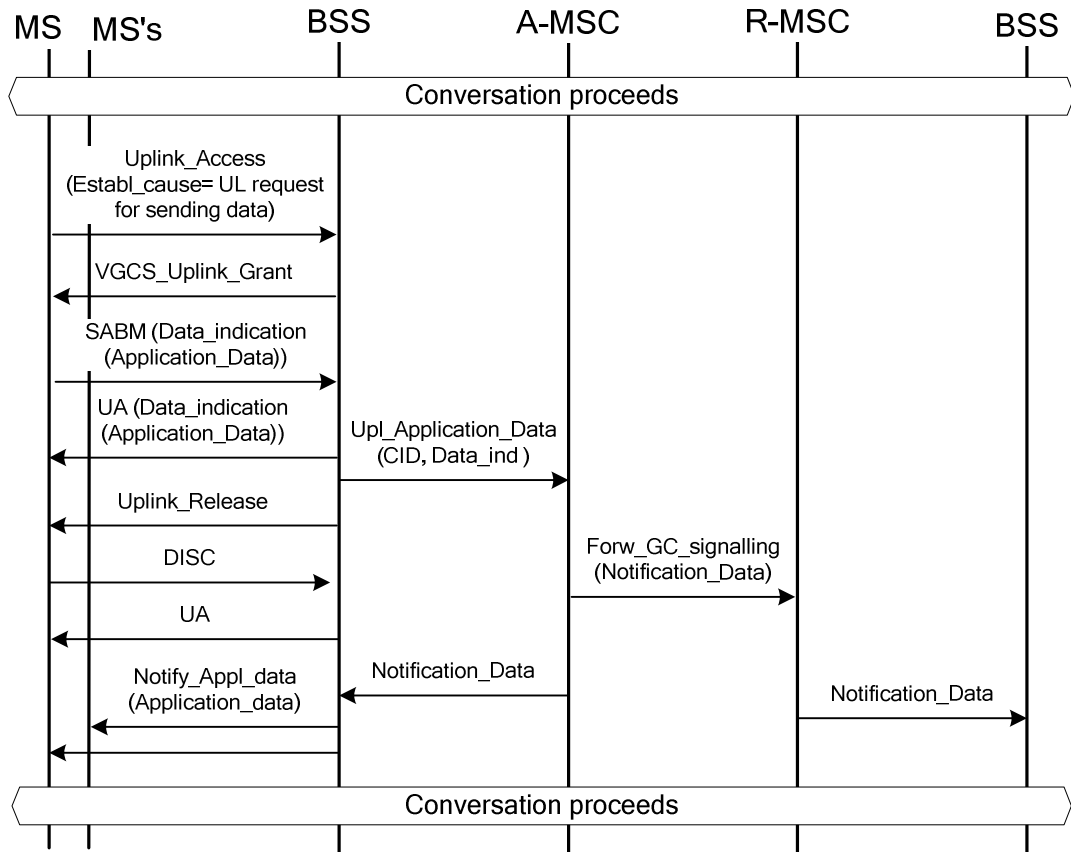 MS MS's BSS A-MSC R-MSC BSS
Conversation proceeds
Uplink_Access
(Establ_cause= UL request
for sending data)
VGCS_Uplink_Grant
SABM (Data_indication
(Application_Data))
UA (Data_indication
(Application_Data))
Upl_Application_Data
(CID, Data_ind )
Uplink_Release
Forw_GC_signalling
(Notification_Data)
DISC
UA
Notification_Data
Notify_Appl_data
(Application_data)
Notification_Data
Conversation proceeds